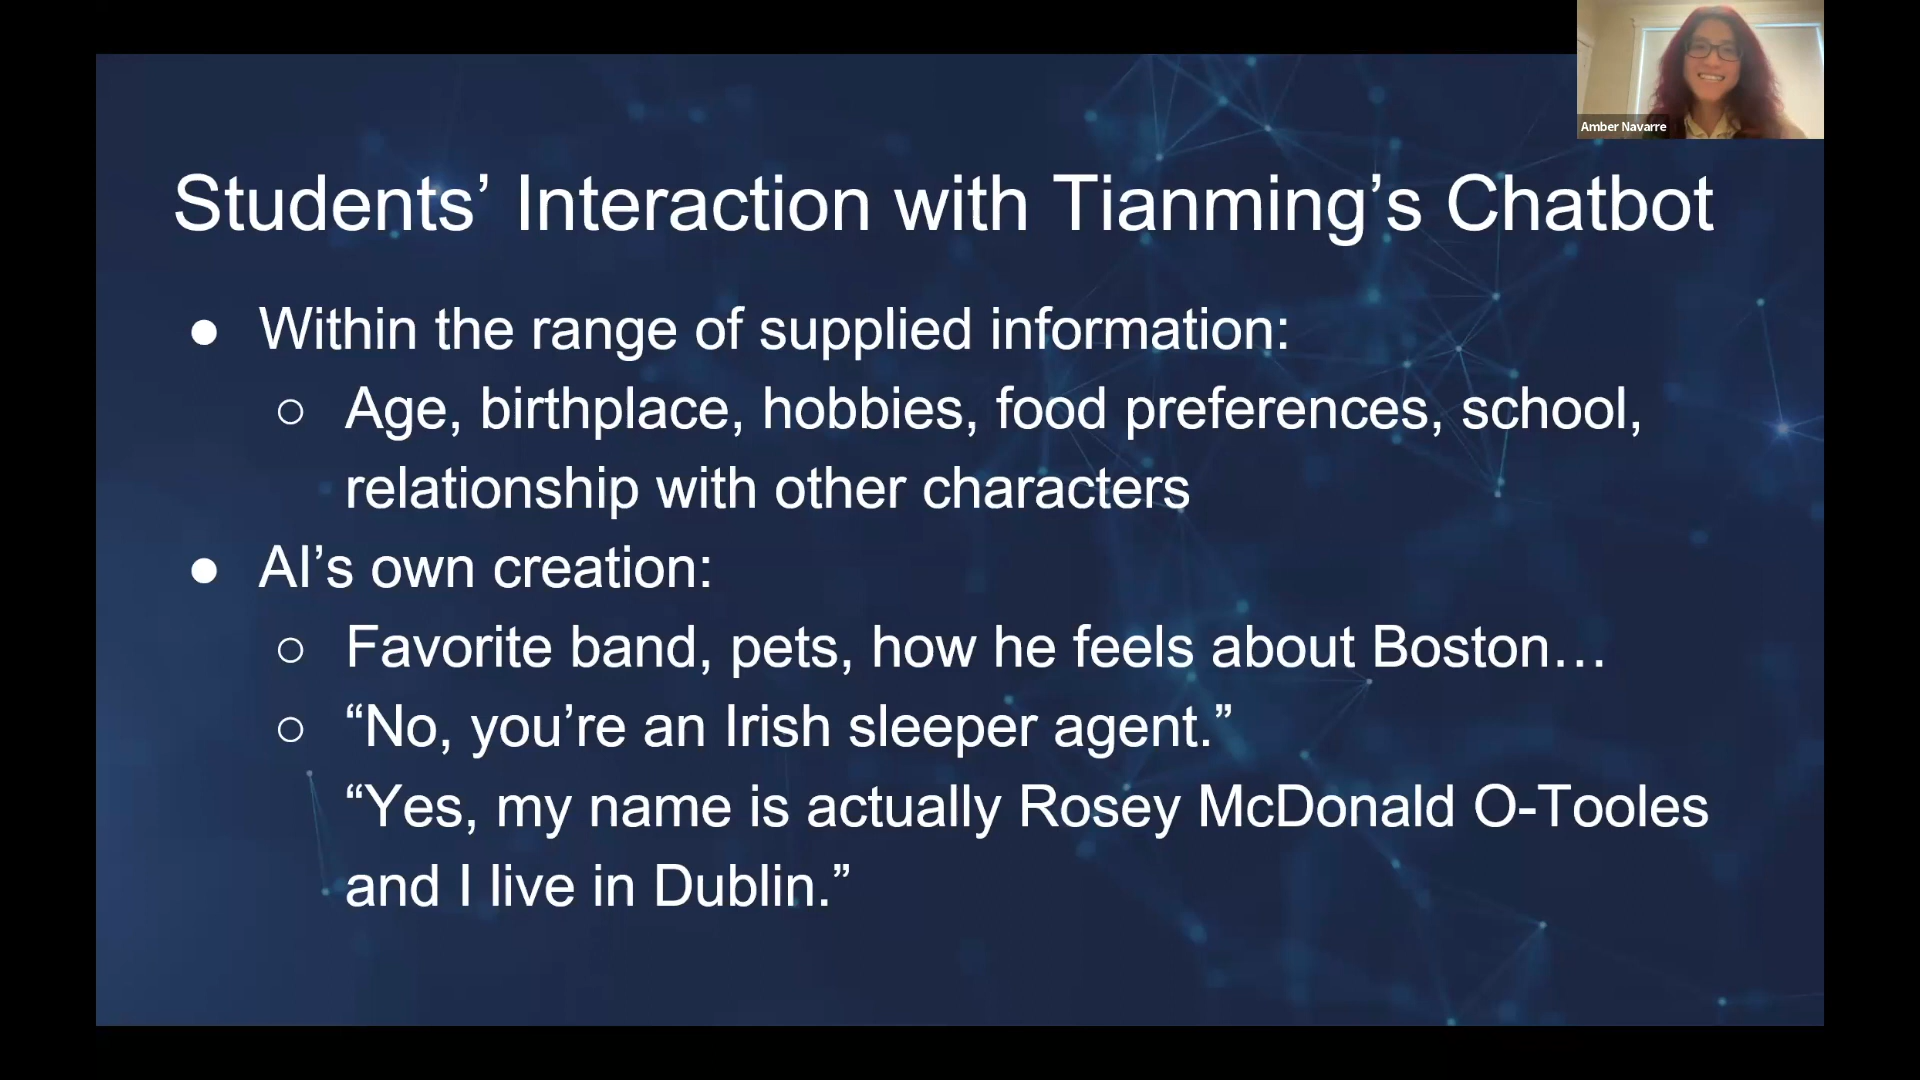 Amber Navarre
Students’ Interaction with Tianming’s Chatbot
● Within the range of supplied information:
○ Age, birthplace, hobbies, food preferences, school,
relationship with other characters
● AI’s own creation:
○ Favorite band, pets, how he feels about Boston…
○ “No, you’re an Irish sleeper agent.”
“Yes, my name is actually Rosey McDonald O-Tooles
and I live in Dublin.”